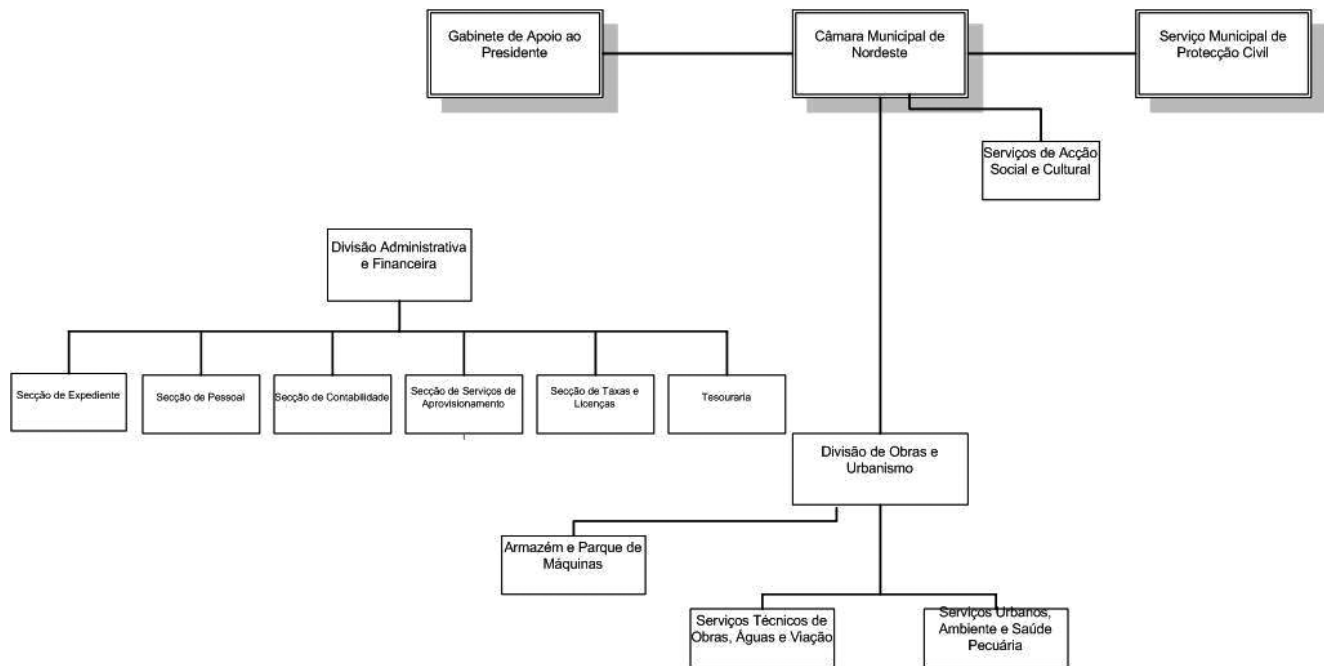 Gabinete de Apoio ao
Presidente
Câmara Municipal de
Nordeste
Serviço Municipal de
Protecção Civil
Serviços de Acção
Social e Cultural
Divisão Administrativa
e Financeira
Secção de Expediente
Secção de Pessoal
Secção de Contabilidade
Secção de Serviços de
Aprovisionamento
Secção de Taxas e
Licenças
Tesouraria
Divisão de Obras e
Urbanismo
Armazém e Parque de
Máquinas
Serviços Técnicos de
Obras, Águas e Viação
Serviços Urbanos,
Ambiente e Saúde
Pecuária